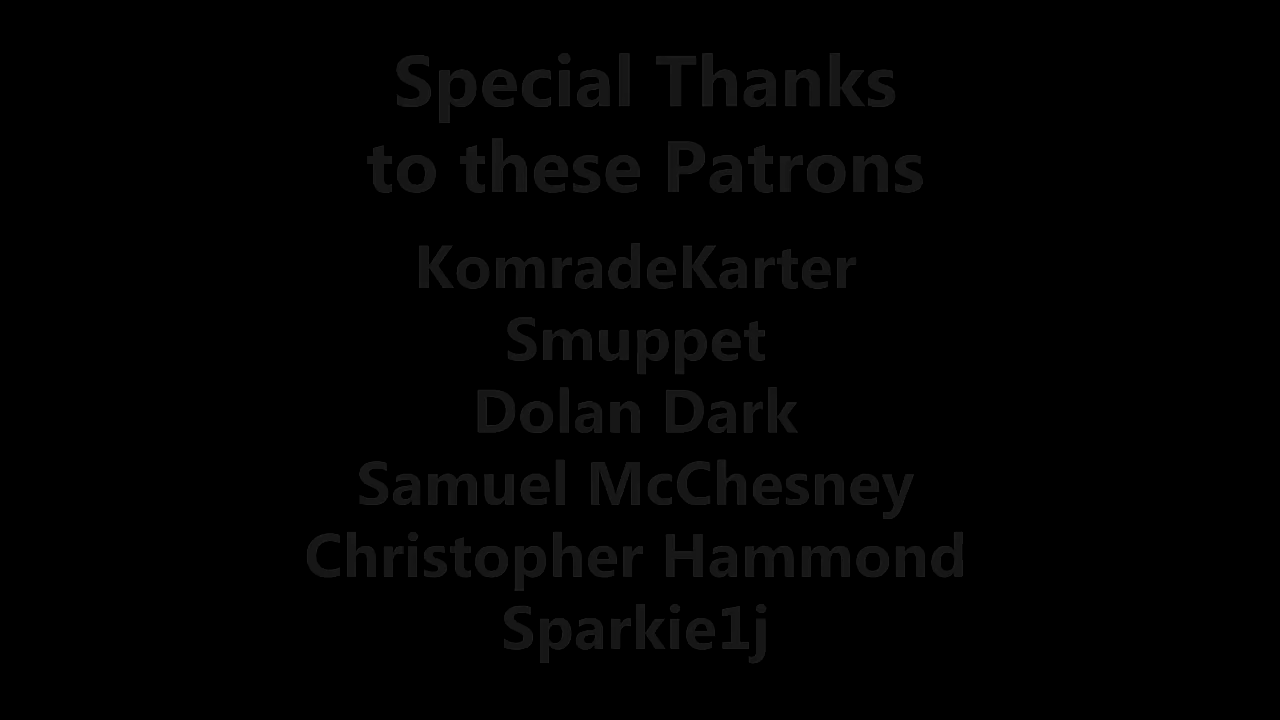 Special Thanks
to these Patrons
KomradeKarter
Smuppet
Dolan Dark
Samuel McChesney
Christopher Hammond
Sparkie1j